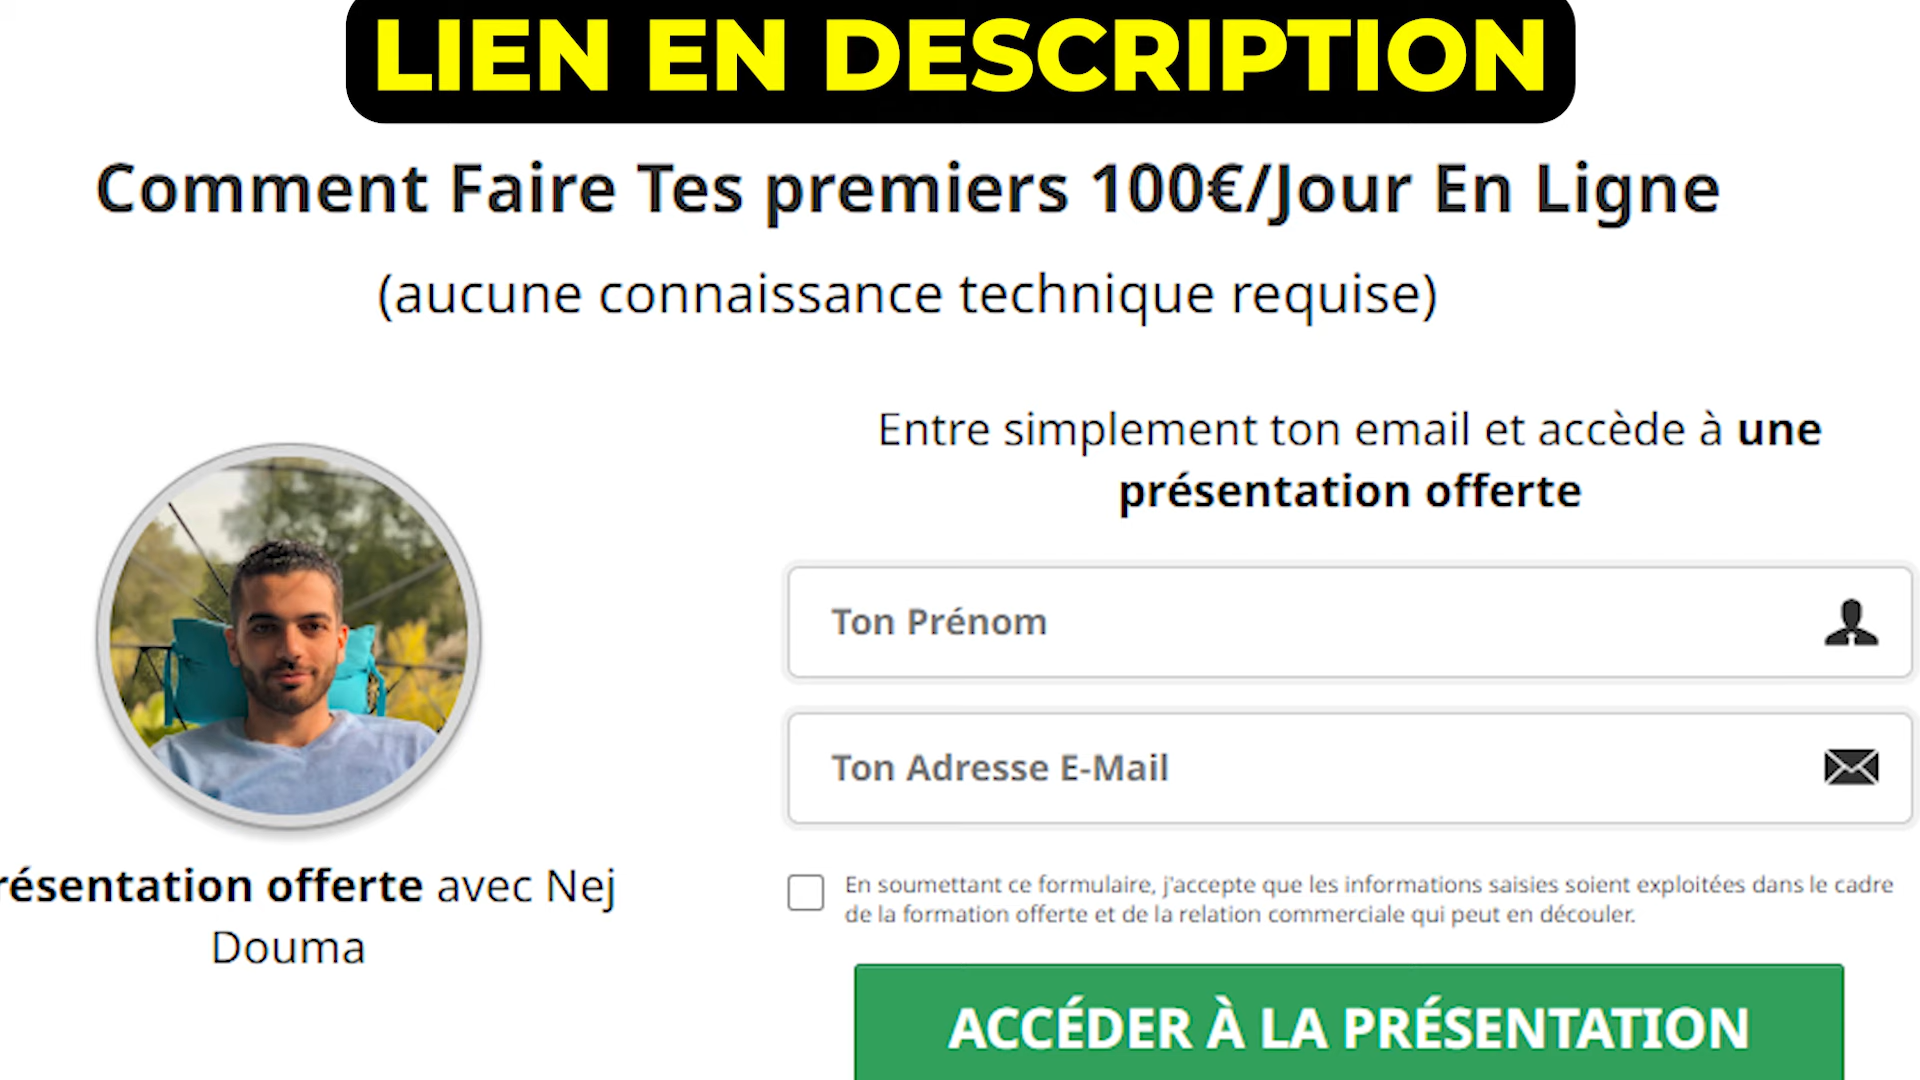 LIEN EN DESCRIPTION
Comment Faire Tes premiers 100€/Jour En Ligne
(aucune connaissance technique requise)
Entre simplement ton email et accède à une
présentation offerte
Ton Prénom
Ton Adresse E-Mail
En soumettant ce formulaire, j'accepte que les informations saisies soient exploitées dans le cadre
de la formation offerte et de la relation commerciale qui peut en découler.
ACCÉDER À LA PRÉSENTATION
résentation offerte avec Nej
Douma